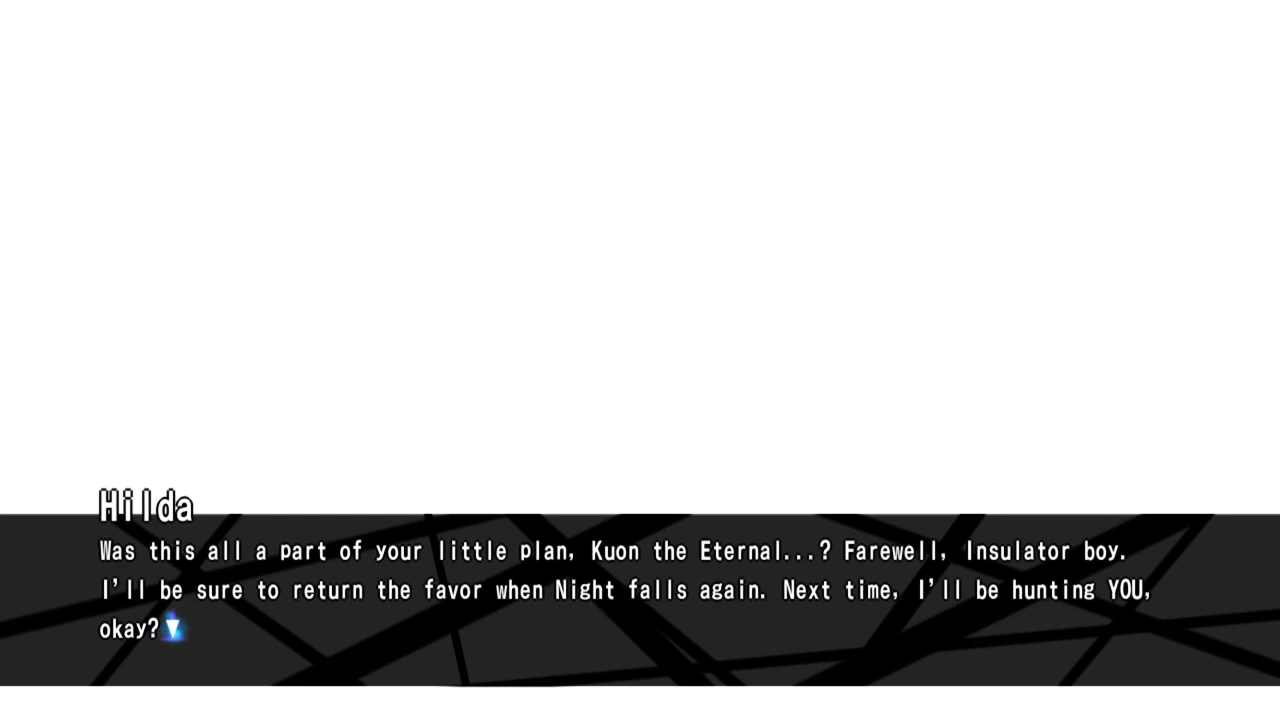 Hilda
Was this all a part of your little plan, Kuon the Eternal...? Farewell, Insulator boy.
I'll be sure to return the favor when Night falls again. Next time, I'll be hunting YOU,
okay?